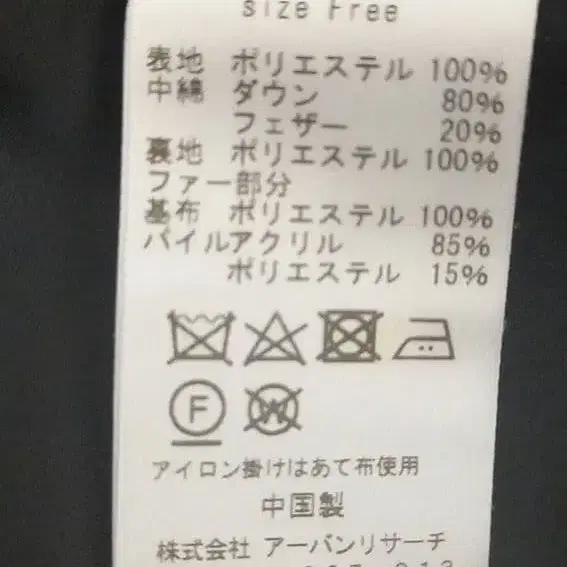 size Free
表地 ポリエステル 100%
中綿 ダウン 80%
フェザー 20%
裏地 ポリエステル 100%
ファー部分
基布 ポリエステル 100%
パイルアクリル 85%
ポリエステル 15%
F W
アイロン掛けはあて布使用
中国製
株式会社 アーバンリサーチ